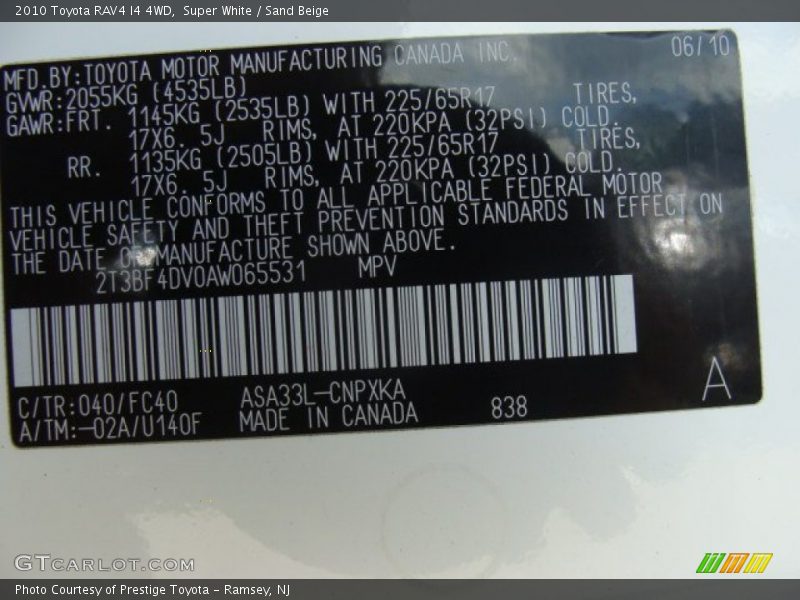 2010 Toyota RAV4 I4 4WD,  Super White / Sand Beige
MFD. BY: TOYOTA MOTOR MANUFACTURING CANADA INC. 06/10
GVWR: 2055KG (4535LB)
GAWR: FRT. 1145KG (2535LB) WITH 225/65R17 TIRES,
17X6. 5J RIMS, AT 220KPA (32PSI) COLD.
RR. 1135KG (2505LB) WITH 225/65R17 TIRES,
17X6. 5J RIMS, AT 220KPA (32PSI) COLD.
THIS VEHICLE CONFORMS TO ALL APPLICABLE FEDERAL MOTOR
VEHICLE SAFETY AND THEFT PREVENTION STANDARDS IN EFFECT ON
THE DATE OF MANUFACTURE SHOWN ABOVE.
2T3BF4DV0AW065531 MPV
C/TR: 040/FC40 ASA33L-CNPXKA
A/TM:-02A/U140F MADE IN CANADA 838 A
GTCARLOT.COM
Photo Courtesy of Prestige Toyota - Ramsey, NJ